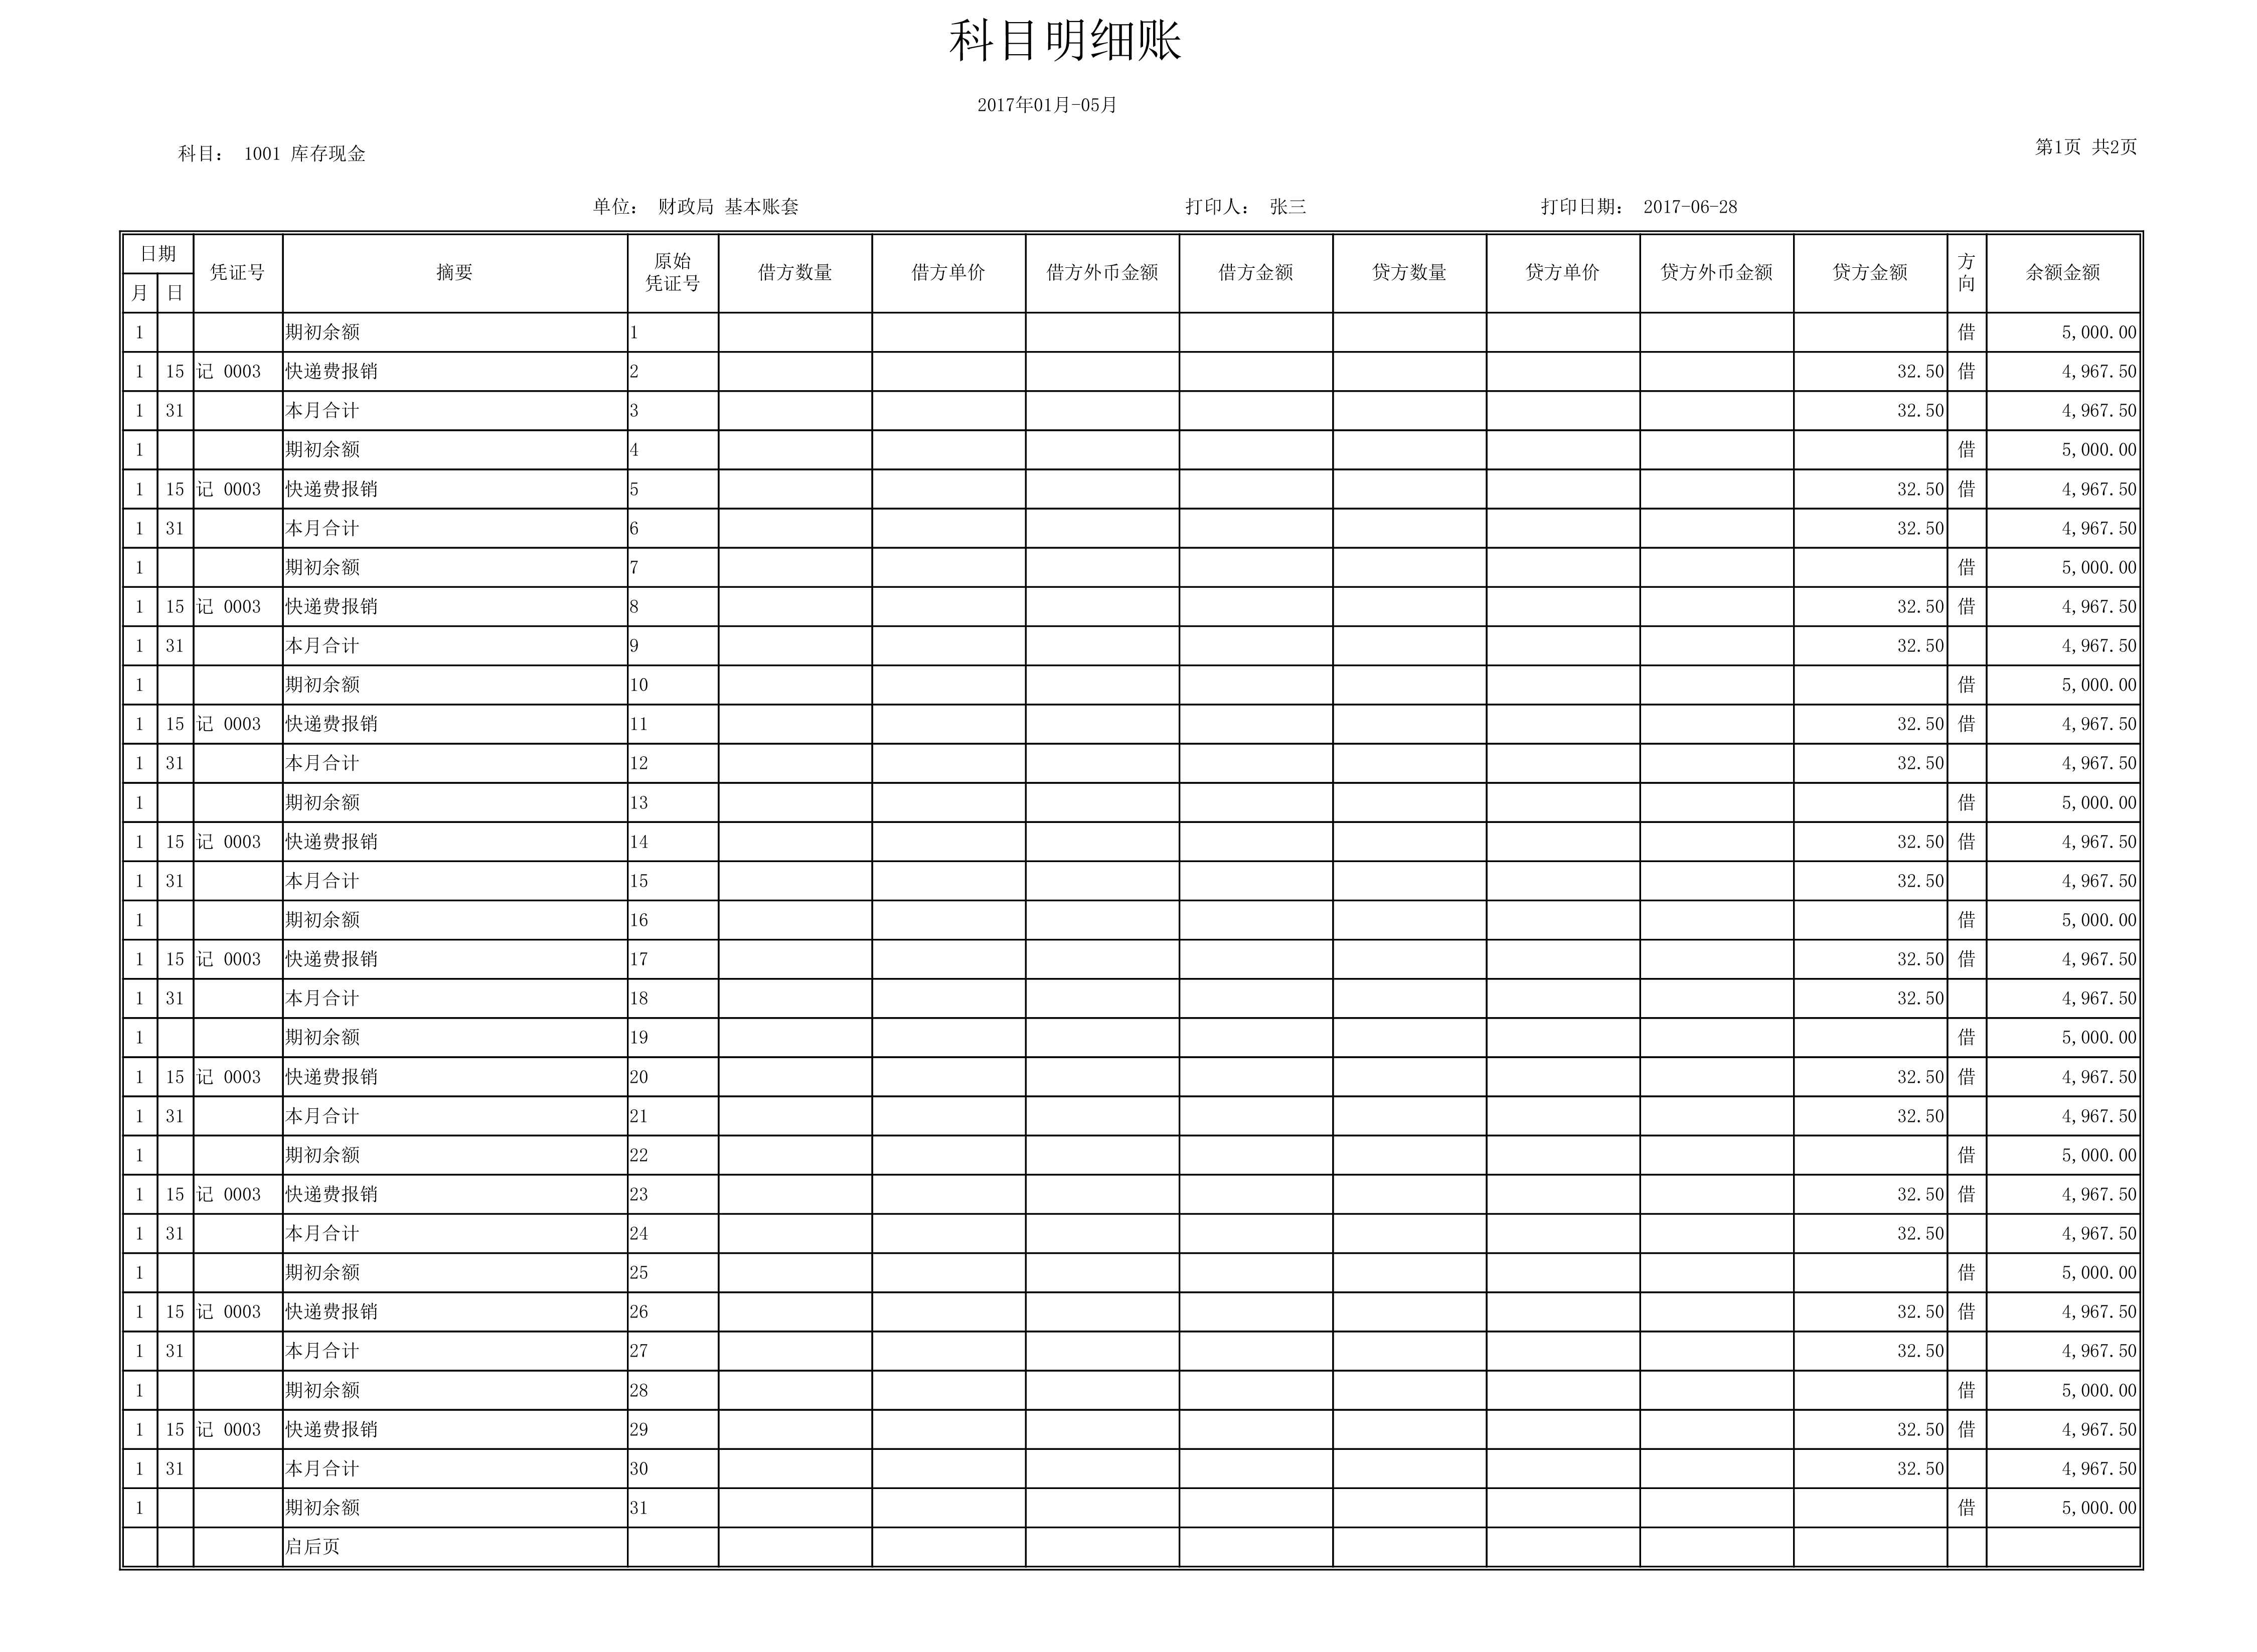 科目明细账
2017年01月-05月
科目： 1001 库存现金
第1页 共2页
单位： 财政局 基本账套 打印人： 张三 打印日期： 2017-06-28
日期 凭证号 摘要 原始凭证号 借方数量 借方单价 借方外币金额 借方金额 贷方数量 贷方单价 贷方外币金额 贷方金额 方向 余额金额
月 日
1 期初余额 1 借 5,000.00
1 15 记 0003 快递费报销 2 32.50 借 4,967.50
1 31 本月合计 3 32.50 4,967.50
1 期初余额 4 借 5,000.00
1 15 记 0003 快递费报销 5 32.50 借 4,967.50
1 31 本月合计 6 32.50 4,967.50
1 期初余额 7 借 5,000.00
1 15 记 0003 快递费报销 8 32.50 借 4,967.50
1 31 本月合计 9 32.50 4,967.50
1 期初余额 10 借 5,000.00
1 15 记 0003 快递费报销 11 32.50 借 4,967.50
1 31 本月合计 12 32.50 4,967.50
1 期初余额 13 借 5,000.00
1 15 记 0003 快递费报销 14 32.50 借 4,967.50
1 31 本月合计 15 32.50 4,967.50
1 期初余额 16 借 5,000.00
1 15 记 0003 快递费报销 17 32.50 借 4,967.50
1 31 本月合计 18 32.50 4,967.50
1 期初余额 19 借 5,000.00
1 15 记 0003 快递费报销 20 32.50 借 4,967.50
1 31 本月合计 21 32.50 4,967.50
1 期初余额 22 借 5,000.00
1 15 记 0003 快递费报销 23 32.50 借 4,967.50
1 31 本月合计 24 32.50 4,967.50
1 期初余额 25 借 5,000.00
1 15 记 0003 快递费报销 26 32.50 借 4,967.50
1 31 本月合计 27 32.50 4,967.50
1 期初余额 28 借 5,000.00
1 15 记 0003 快递费报销 29 32.50 借 4,967.50
1 31 本月合计 30 32.50 4,967.50
1 期初余额 31 借 5,000.00
启后页